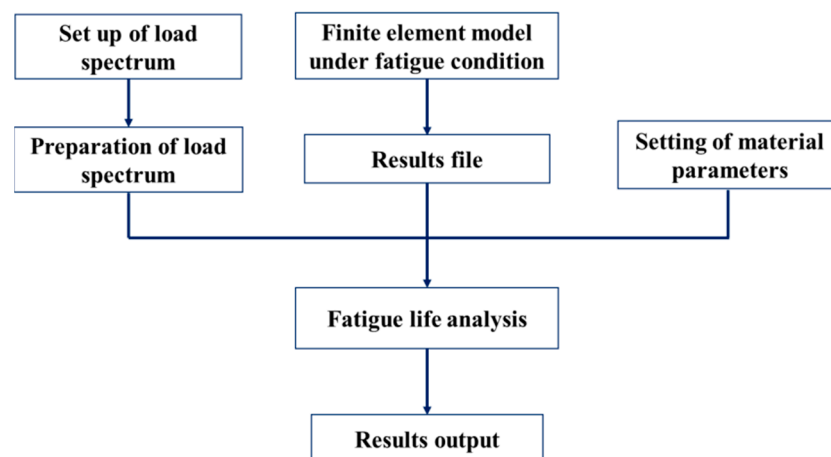 Set up of load
spectrum
Finite element model
under fatigue condition
Preparation of load
spectrum
Results file
Setting of material
parameters
Fatigue life analysis
Results output